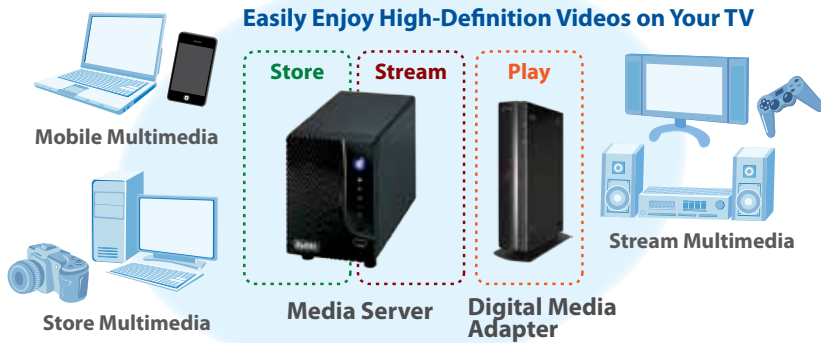 Easily Enjoy High-Definition Videos on Your TV
Store
Stream
Play
Mobile Multimedia
Store Multimedia
Media Server
Digital Media
Adapter
Stream Multimedia